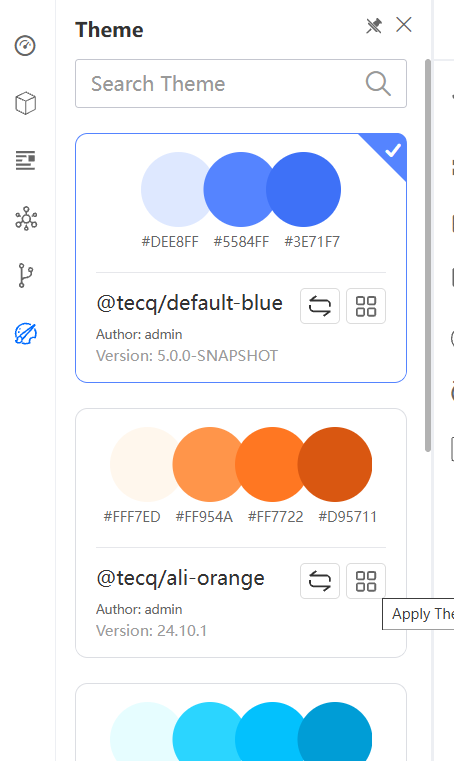 Theme
Search Theme
#DEE8FF #5584FF #3E71F7
@tecq/default-blue
Author: admin
Version: 5.0.0-SNAPSHOT
#FFF7ED #FF954A #FF7722 #D95711
@tecq/ali-orange
Author: admin
Version: 24.10.1
Apply The